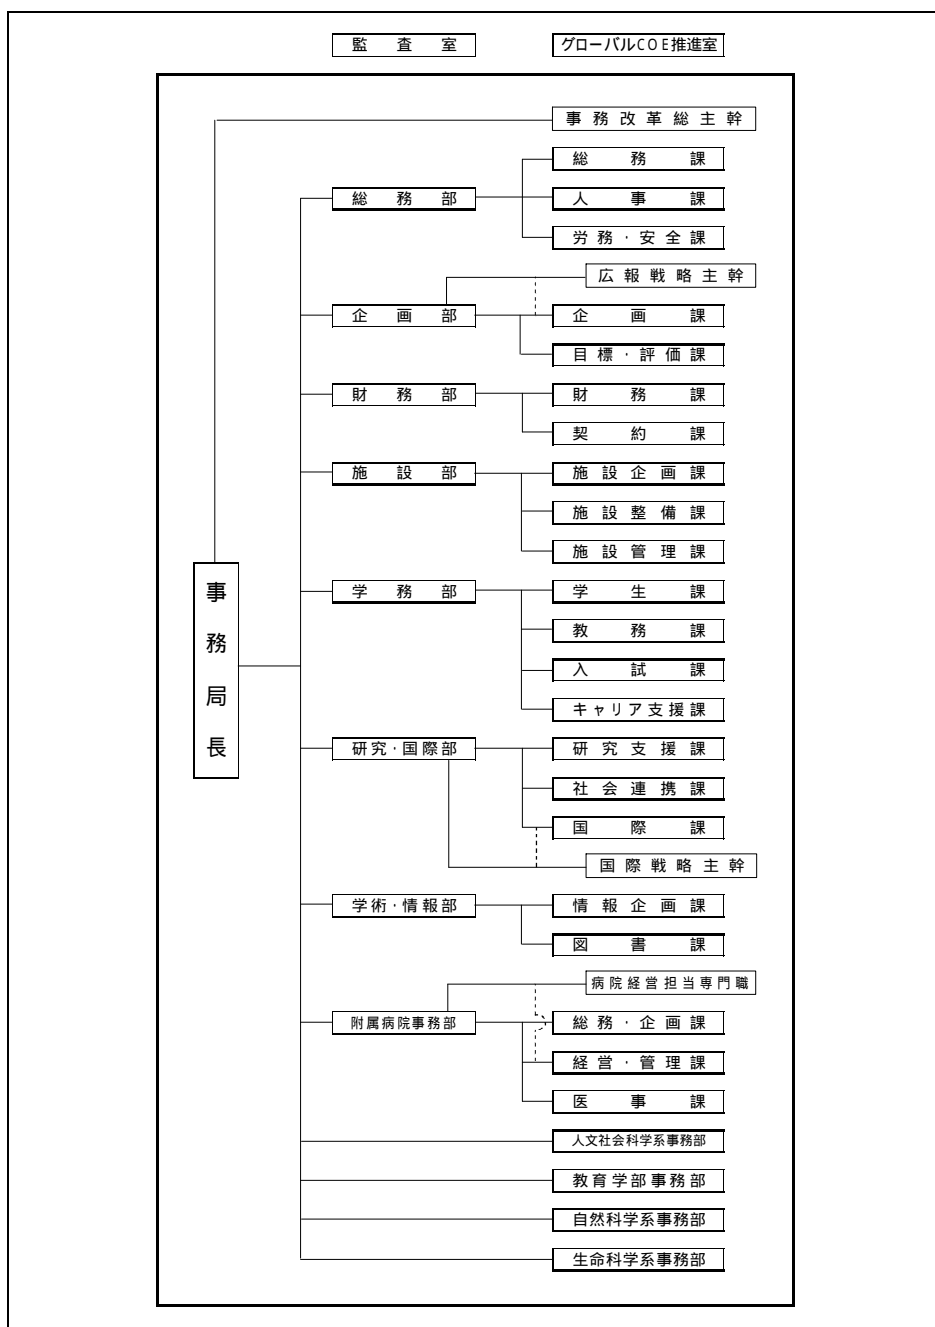 監査室 グローバルCOE推進室
事務改革総主幹
総務課
総務部 人事課
労務・安全課
広報戦略主幹
企画部 企画課
目標・評価課
財務部 財務課
契約課
施設部 施設企画課
施設整備課
施設管理課
事務局長
学務部 学生課
教務課
入試課
キャリア支援課
研究・国際部 研究支援課
社会連携課
国際課
国際戦略主幹
学術・情報部 情報企画課
図書課
病院経営担当専門職
附属病院事務部 総務・企画課
経営・管理課
医事課
人文社会科学系事務部
教育学部事務部
自然科学系事務部
生命科学系事務部